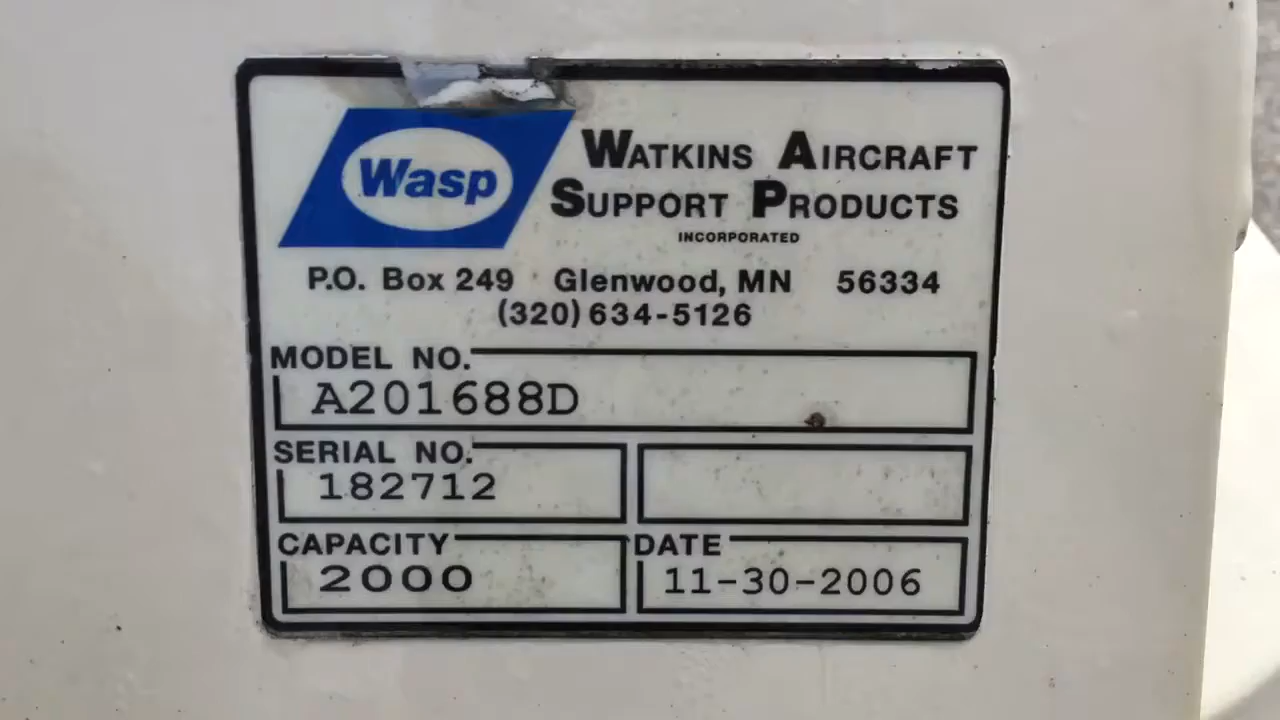 Wasp
WATKINS AIRCRAFT
SUPPORT PRODUCTS
INCORPORATED
P.O. Box 249 Glenwood, MN 56334
(320) 634-5126
MODEL NO.
A201688D
SERIAL NO.
182712
CAPACITY
2000
DATE
11-30-2006